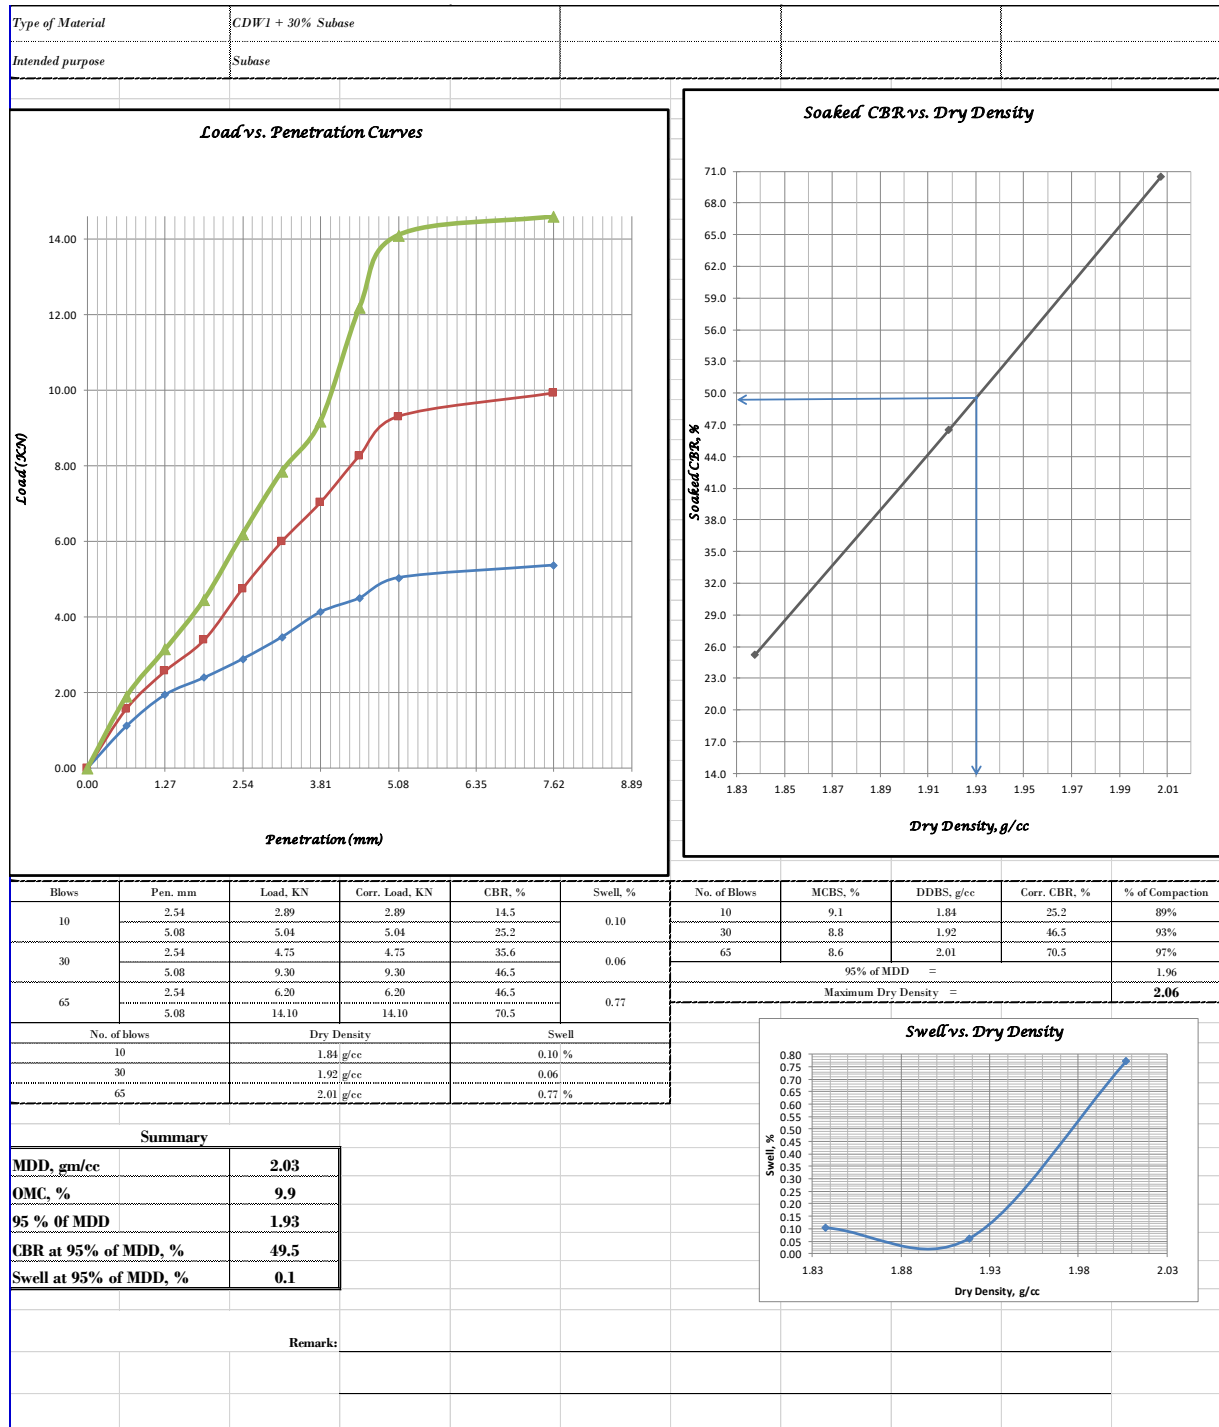 Type of Material CDW1 + 30% Subase
Intended purpose Subase
Load vs. Penetration Curves
14.00
12.00
10.00
8.00
6.00
4.00
2.00
0.00
Load (KN)
0.00 1.27 2.54 3.81 5.08 6.35 7.62 8.89
Penetration (mm)
Soaked CBR vs. Dry Density
71.0
68.0
65.0
62.0
59.0
56.0
53.0
50.0
47.0
44.0
41.0
38.0
35.0
32.0
29.0
26.0
23.0
20.0
17.0
14.0
Soaked CBR, %
1.83 1.85 1.87 1.89 1.91 1.93 1.95 1.97 1.99 2.01
Dry Density, g/cc
Blows Pen. mm Load, KN Corr. Load, KN CBR, % Swell, %
10 2.54 2.89 2.89 14.5 0.10
5.08 5.04 5.04 25.2
30 2.54 4.75 4.75 35.6 0.06
5.08 9.30 9.30 46.5
65 2.54 6.20 6.20 46.5 0.77
5.08 14.10 14.10 70.5
No. of blows Dry Density Swell
10 1.84 g/cc 0.10 %
30 1.92 g/cc 0.06
65 2.01 g/cc 0.77 %
No. of Blows MCBS, % DDBS, g/cc Corr. CBR, % % of Compaction
10 9.1 1.84 25.2 89%
30 8.8 1.92 46.5 93%
65 8.6 2.01 70.5 97%
95% of MDD = 1.96
Maximum Dry Density = 2.06
Swell vs. Dry Density
0.80
0.75
0.70
0.65
0.60
0.55
0.50
0.45
0.40
0.35
0.30
0.25
0.20
0.15
0.10
0.05
0.00
Swell, %
1.83 1.88 1.93 1.98 2.03
Dry Density, g/cc
Summary
MDD, gm/cc 2.03
OMC, % 9.9
95 % 0f MDD 1.93
CBR at 95% of MDD, % 49.5
Swell at 95% of MDD, % 0.1
Remark: